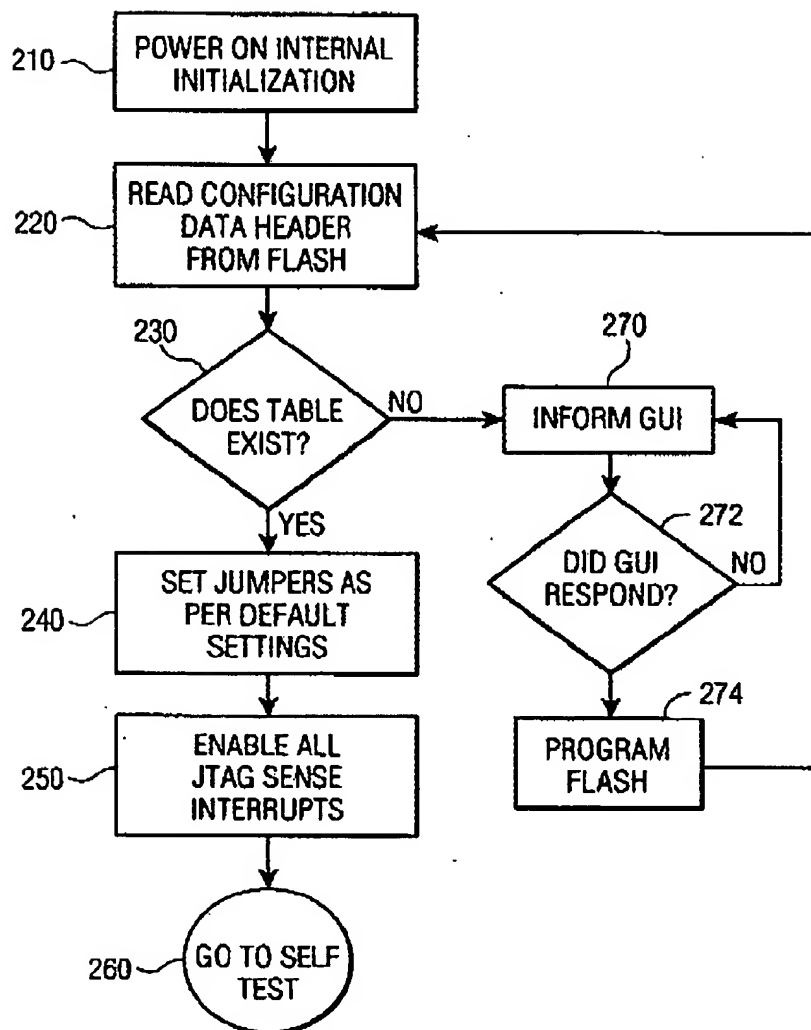 210
POWER ON INTERNAL
INITIALIZATION
220
READ CONFIGURATION
DATA HEADER
FROM FLASH
230
DOES TABLE
EXIST?
NO
YES
270
INFORM GUI
272
DID GUI
RESPOND?
NO
240
SET JUMPERS AS
PER DEFAULT
SETTINGS
274
PROGRAM
FLASH
250
ENABLE ALL
JTAG SENSE
INTERRUPTS
260
GO TO SELF
TEST